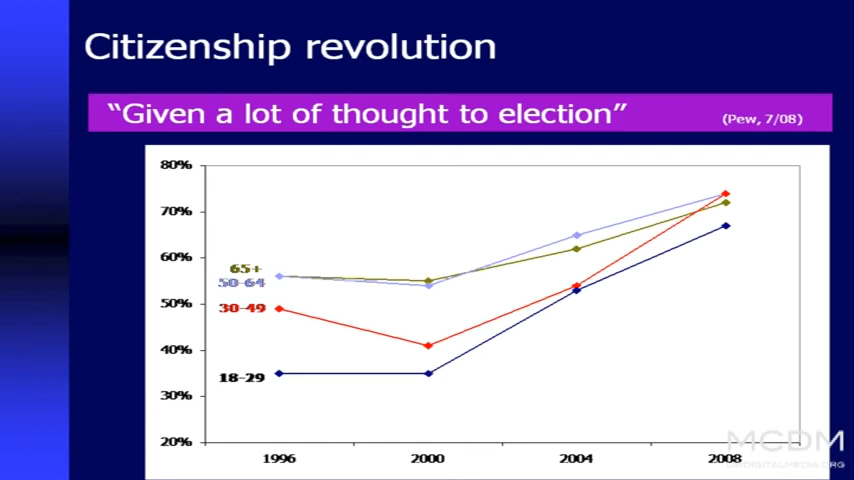 Citizenship revolution
“Given a lot of thought to election” (Pew, 7/08)
80%
70%
60%
65+
50-64
50%
30-49
40%
18-29
30%
20%
1996 2000 2004 2008
MCDM